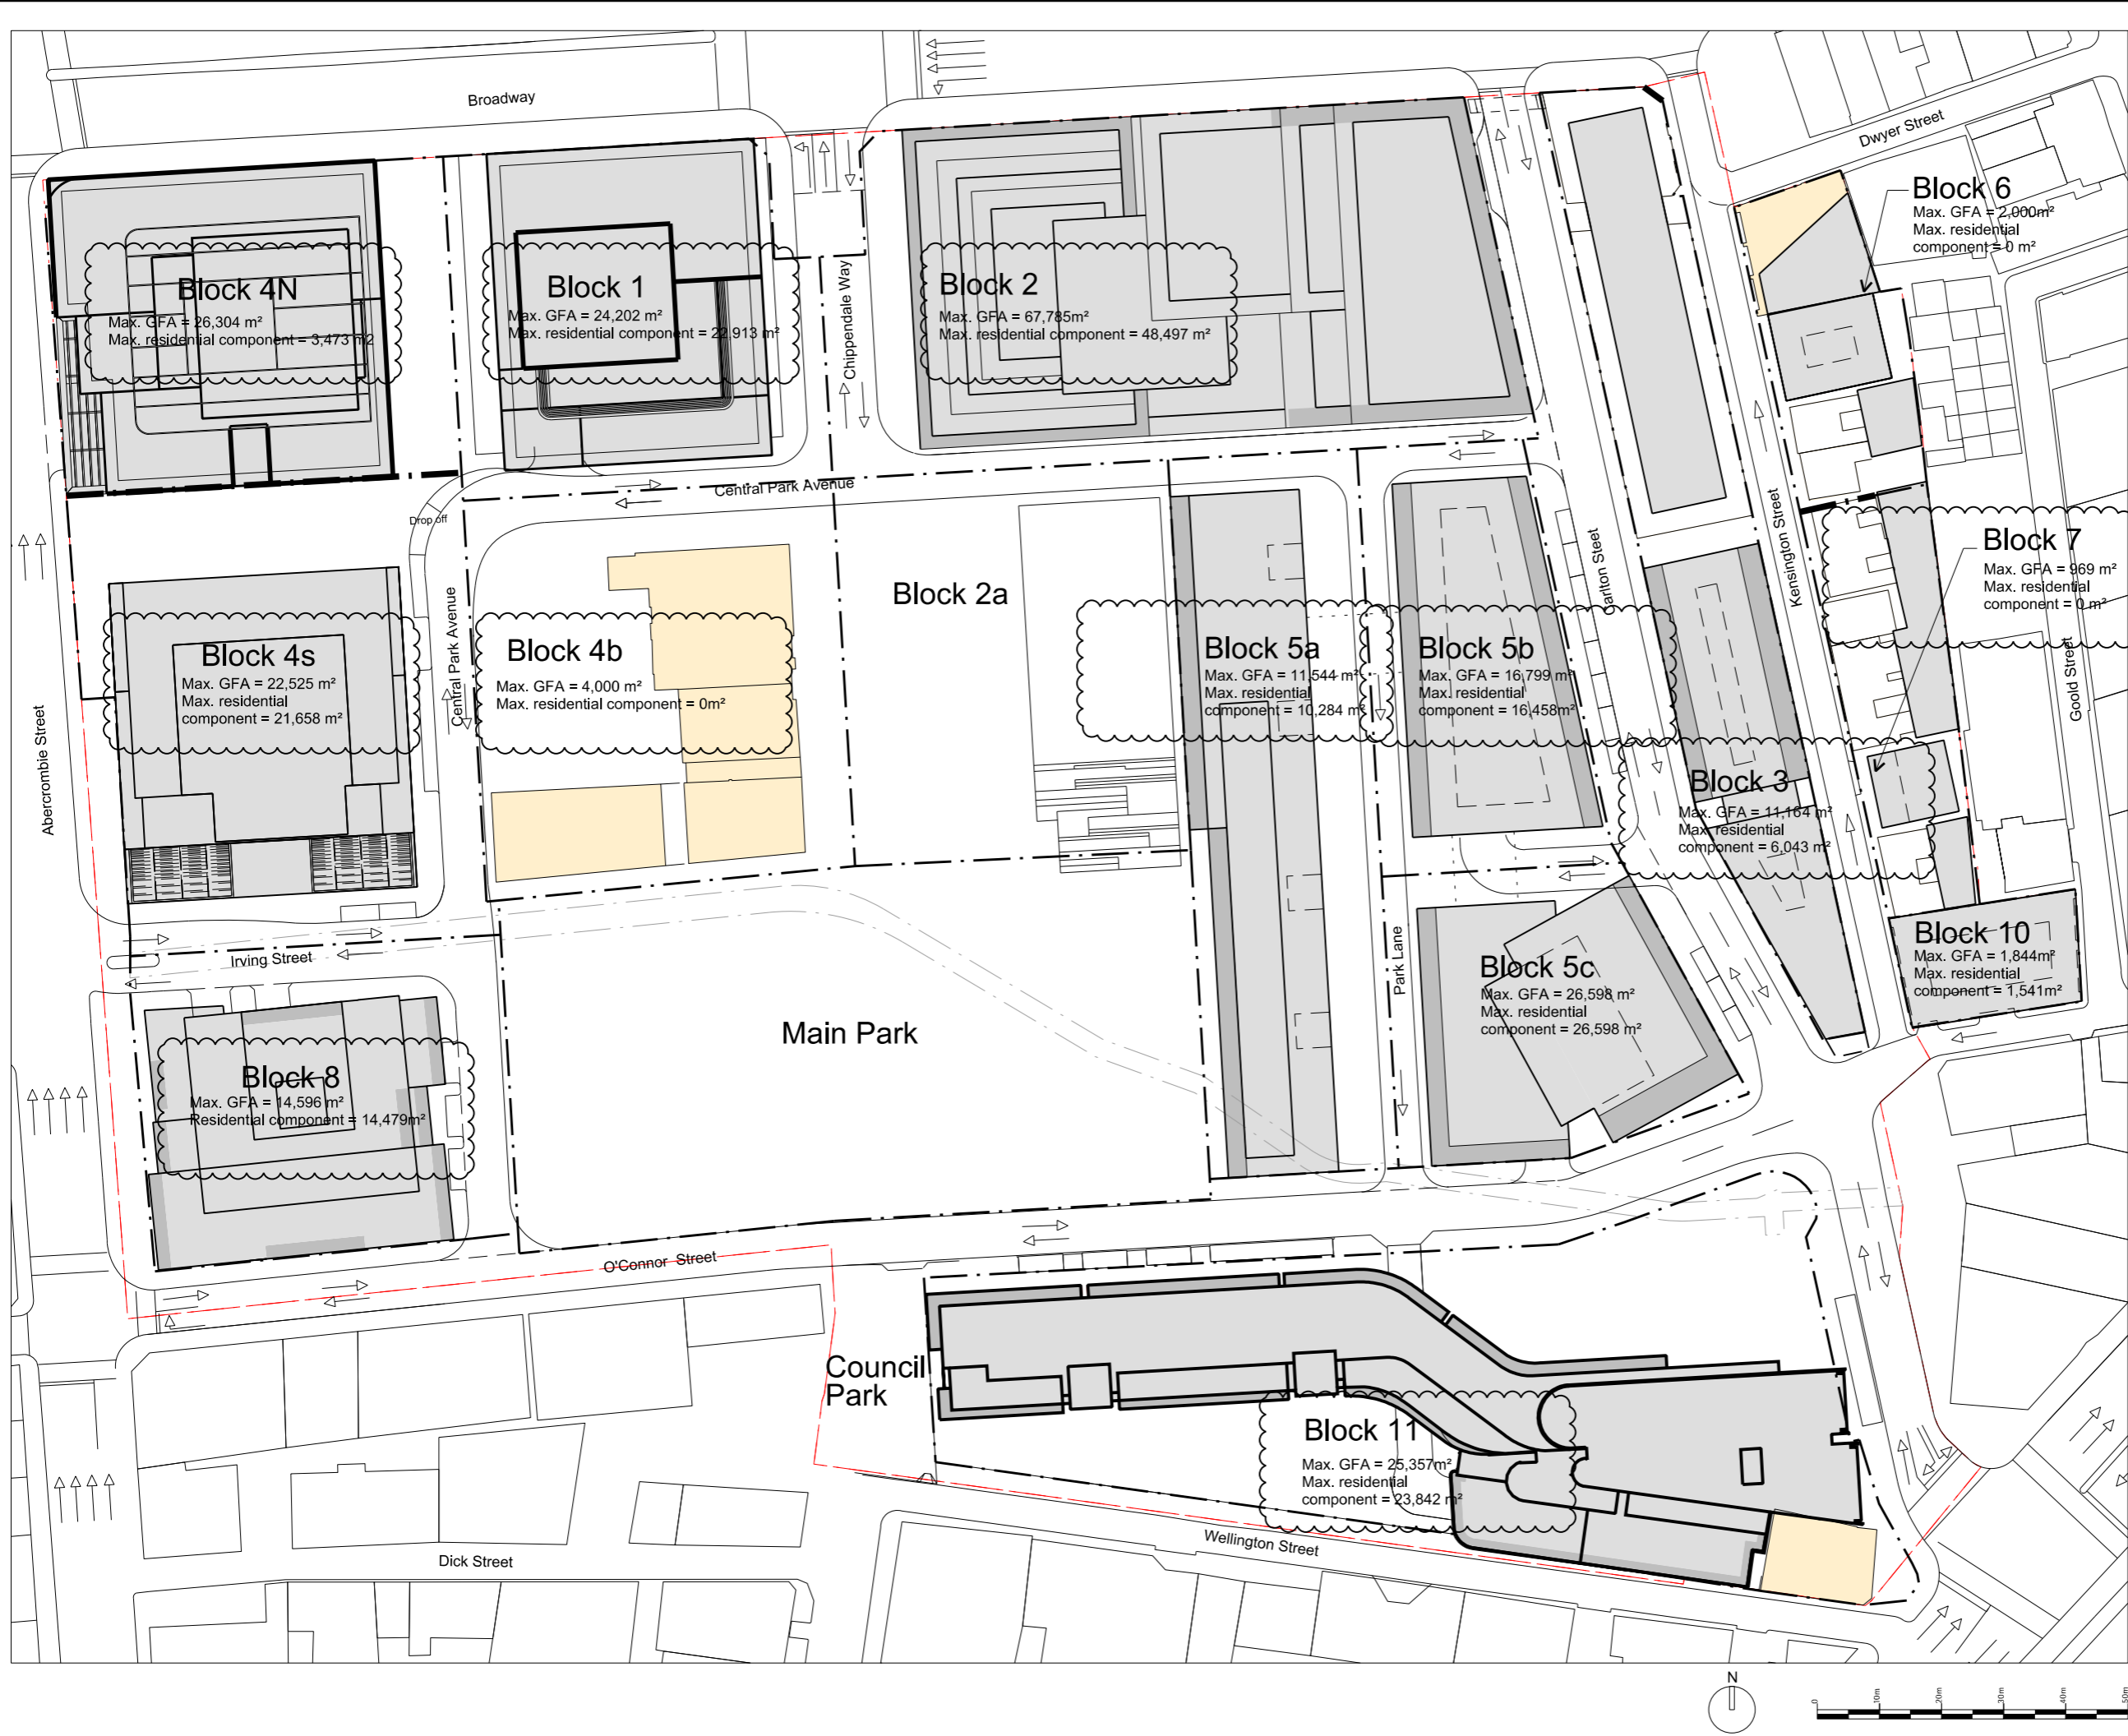 Broadway
Dwyer Street
Block 6
Max. GFA = 2,000m²
Max. residential
component = 0 m²
Block 4N
Max. GFA = 26,304 m²
Max. residential component = 3,473 m2
Block 1
Max. GFA = 24,202 m²
Max. residential component = 22,913 m²
Chippendale Way
Block 2
Max. GFA = 67,785m²
Max. residential component = 48,497 m²
Central Park Avenue
Drop off
Carlton Steet
Kensington Street
Block 7
Max. GFA = 969 m²
Max. residential
component = 0 m²
Goold Street
Block 2a
Abercrombie Street
Block 4s
Max. GFA = 22,525 m²
Max. residential
component = 21,658 m²
Central Park Avenue
Block 4b
Max. GFA = 4,000 m²
Max. residential component = 0m²
Block 5a
Max. GFA = 11,544 m²
Max. residential
component = 10,284 m²
Block 5b
Max. GFA = 16,799 m²
Max. residential
component = 16,458m²
Block 3
Max. GFA = 11,164 m²
Max. residential
component = 6,043 m²
Irving Street
Park Lane
Block 10
Max. GFA = 1,844m²
Max. residential
component = 1,541m²
Block 5c
Max. GFA = 26,598 m²
Max. residential
component = 26,598 m²
Main Park
Block 8
Max. GFA = 14,596 m²
Residential component = 14,479m²
O'Connor Street
Council
Park
Block 11
Max. GFA = 25,357m²
Max. residential
component = 23,842 m²
Wellington Street
Dick Street
N
0 10m 20m 30m 40m 50m